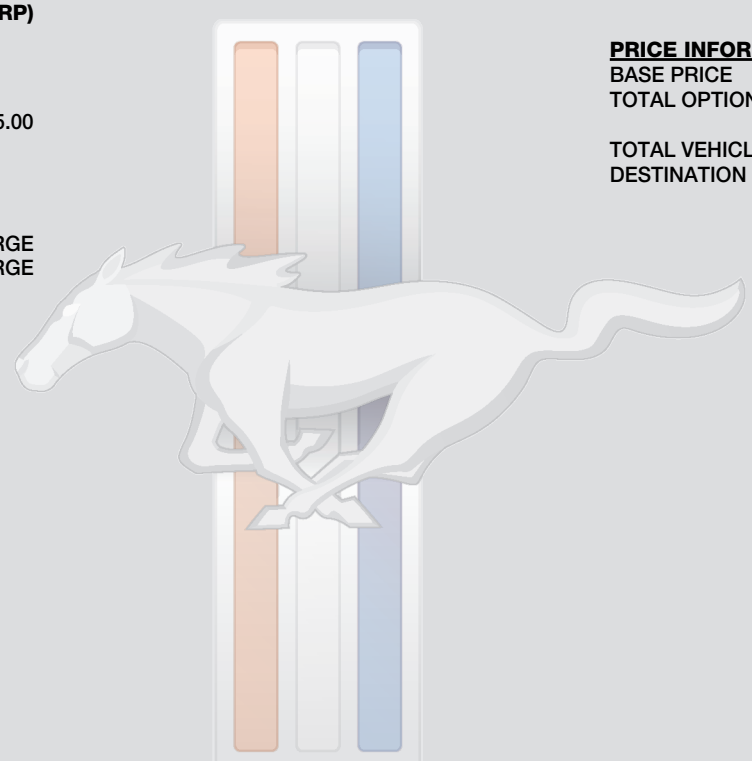 RP)
5.00
RGE
RGE
PRICE INFOR
BASE PRICE
TOTAL OPTION
TOTAL VEHICL
DESTINATION